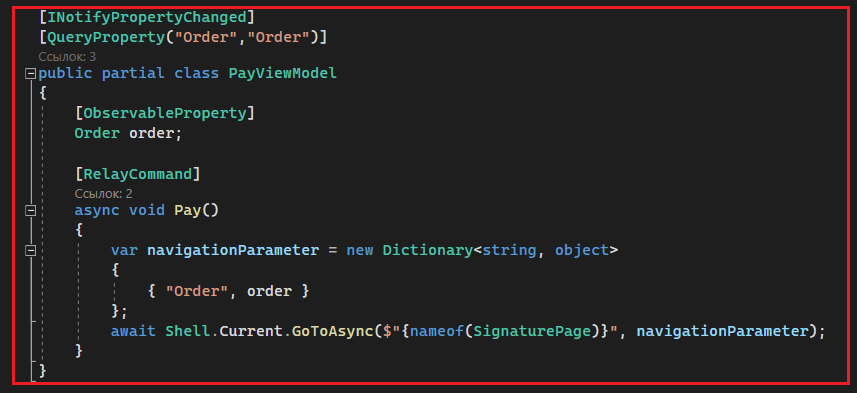 [INotifyPropertyChanged]
[QueryProperty("Order","Order")]
Ссылок: 3
public partial class PayViewModel
{
    [ObservableProperty]
    Order order;

    [RelayCommand]
    Ссылок: 2
    async void Pay()
    {
        var navigationParameter = new Dictionary<string, object>
        {
            { "Order", order }
        };
        await Shell.Current.GoToAsync($"{nameof(SignaturePage)}", navigationParameter);
    }
}